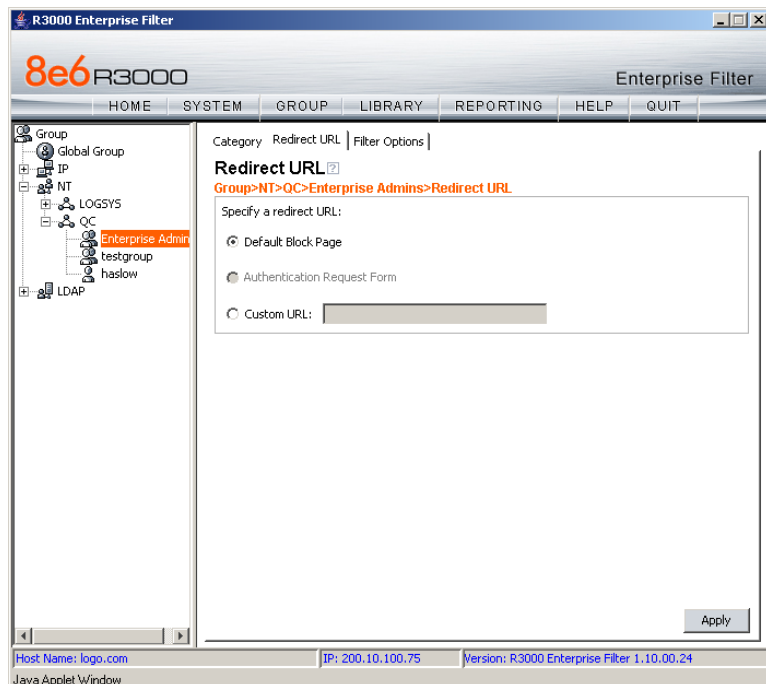 R3000 Enterprise Filter
8e6 R3000
Enterprise Filter
HOME SYSTEM GROUP LIBRARY REPORTING HELP QUIT
Group
Global Group
IP
NT
LOGSYS
QC
Enterprise Admin
testgroup
haslow
LDAP
Category Redirect URL Filter Options
Redirect URL ?
Group>NT>QC>Enterprise Admins>Redirect URL
Specify a redirect URL:
Default Block Page
Authentication Request Form
Custom URL:
Apply
Host Name: logo.com IP: 200.10.100.75 Version: R3000 Enterprise Filter 1.10.00.24
Java Applet Window